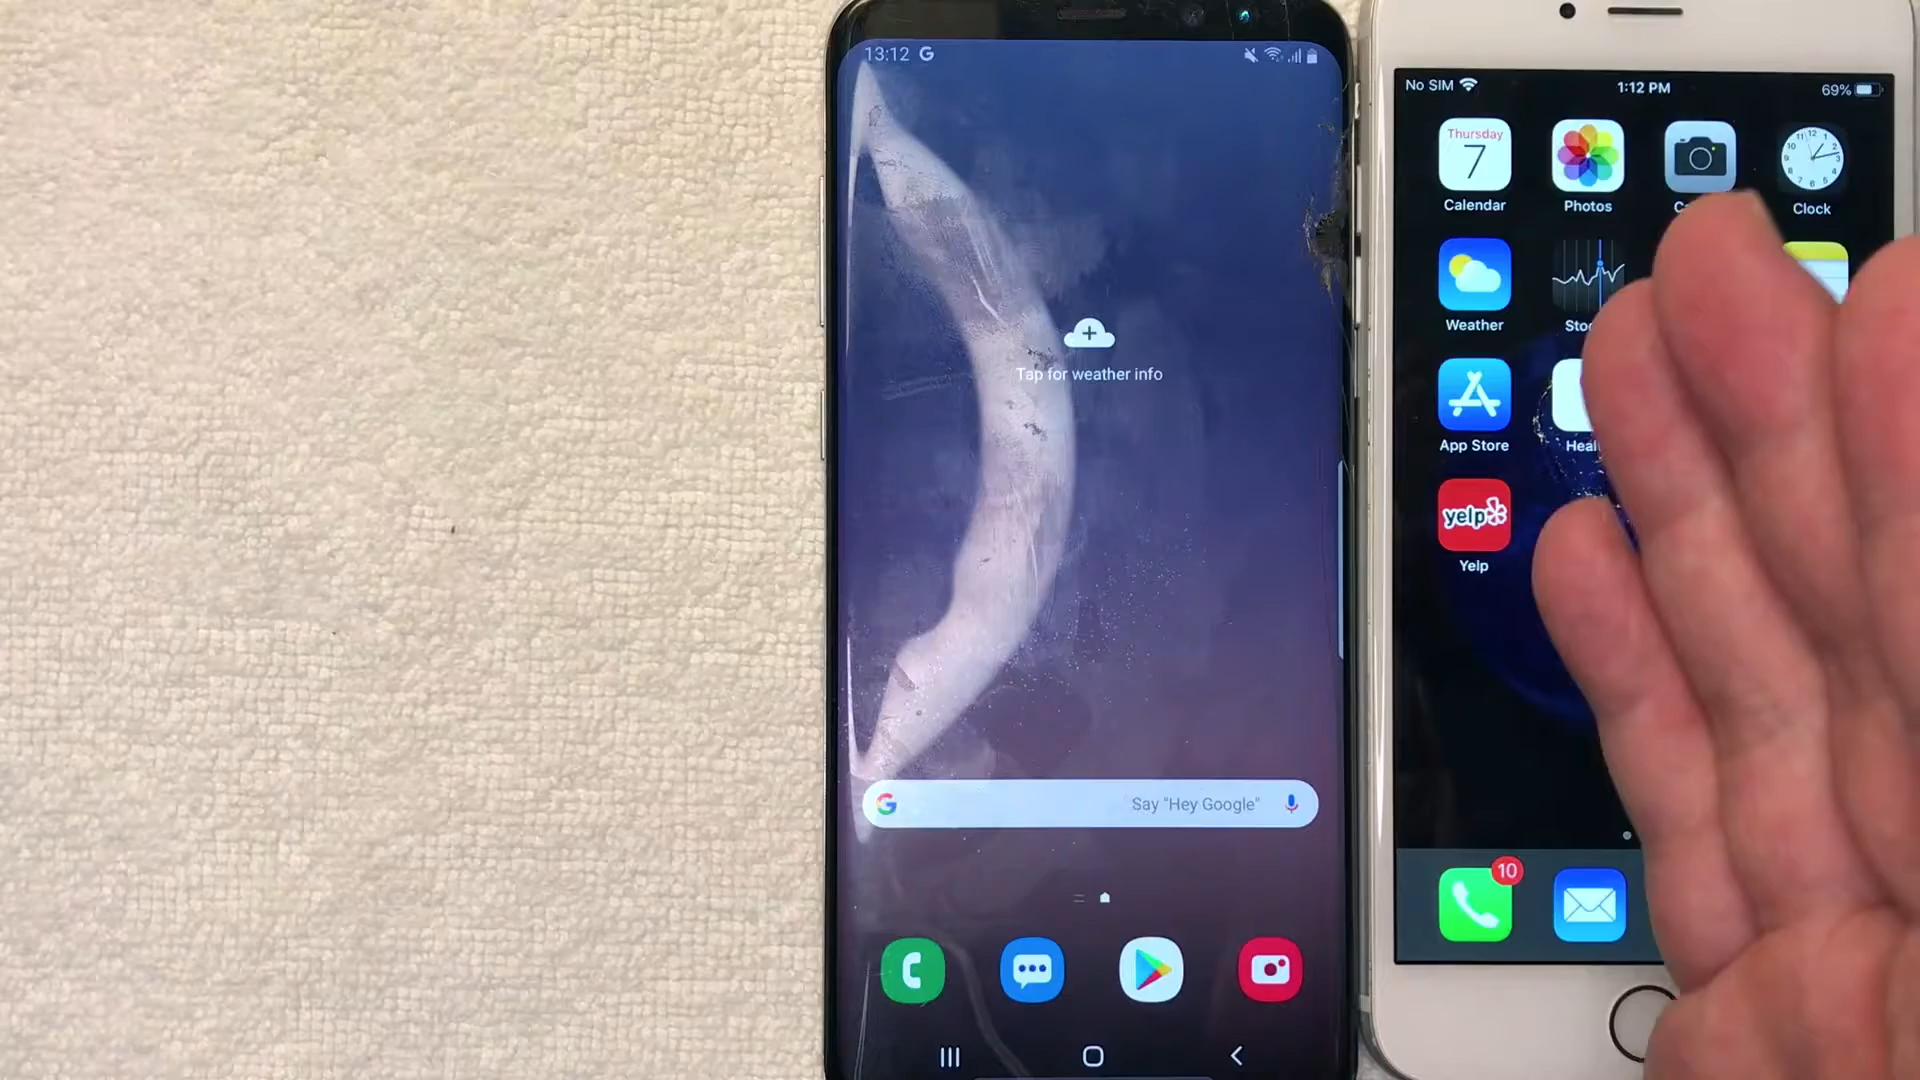 13:12 G
Tap for weather info
Say "Hey Google"
No SIM
1:12 PM
69%
Thursday
7
Calendar
Photos
Clock
Weather
App Store
yelp
Yelp
10